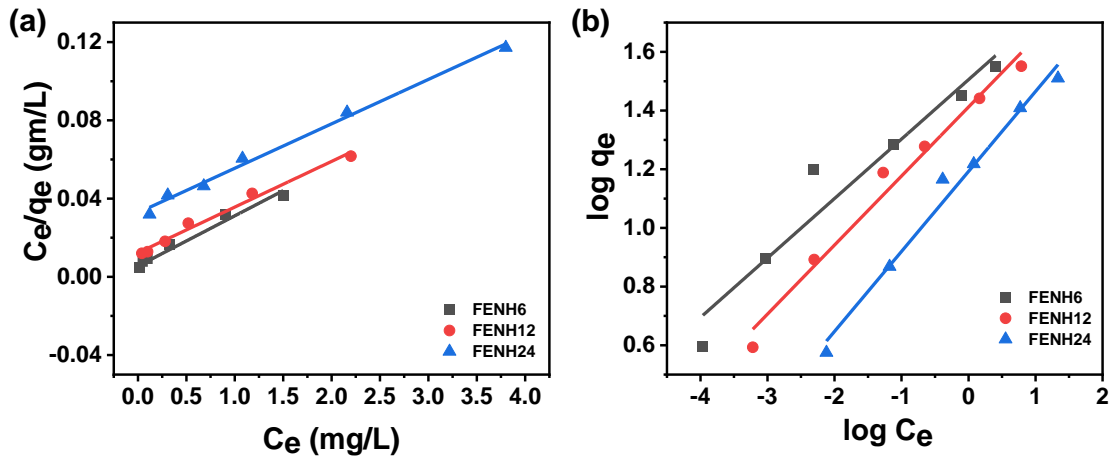 (a)
0.12
0.08
0.04
0.00
-0.04
Ce/qe (gm/L)
0.0 0.5 1.0 1.5 2.0 2.5 3.0 3.5 4.0
Ce (mg/L)
FENH6
FENH12
FENH24
(b)
1.6
1.4
1.2
1.0
0.8
0.6
log qe
-4 -3 -2 -1 0 1 2
log Ce
FENH6
FENH12
FENH24